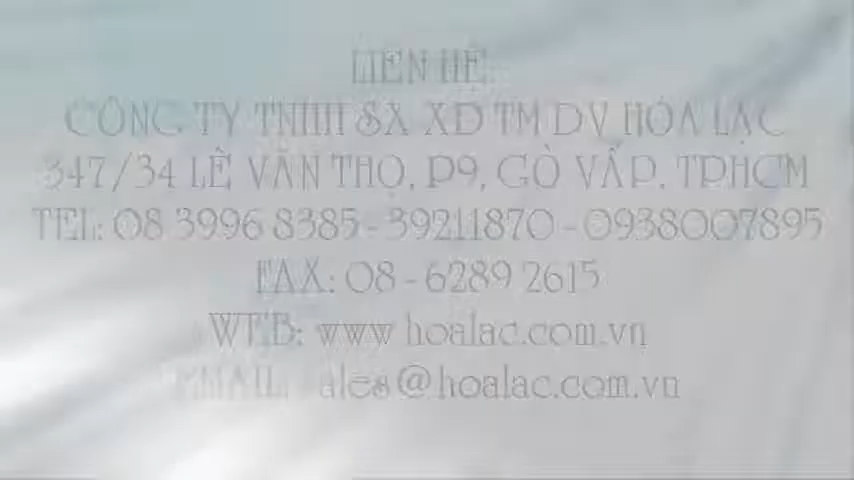 LIÊN HỆ:
CÔNG TY TNHH SX XD TM DV HÓA LẠC
347/34 LÊ VĂN THỌ, P9, GÒ VẤP, TPHCM
TEL: 08 3996 8385 - 39211870 - 0938007895
FAX: 08 - 6289 2615
WEB: www.hoalac.com.vn
EMAIL: sales@hoalac.com.vn